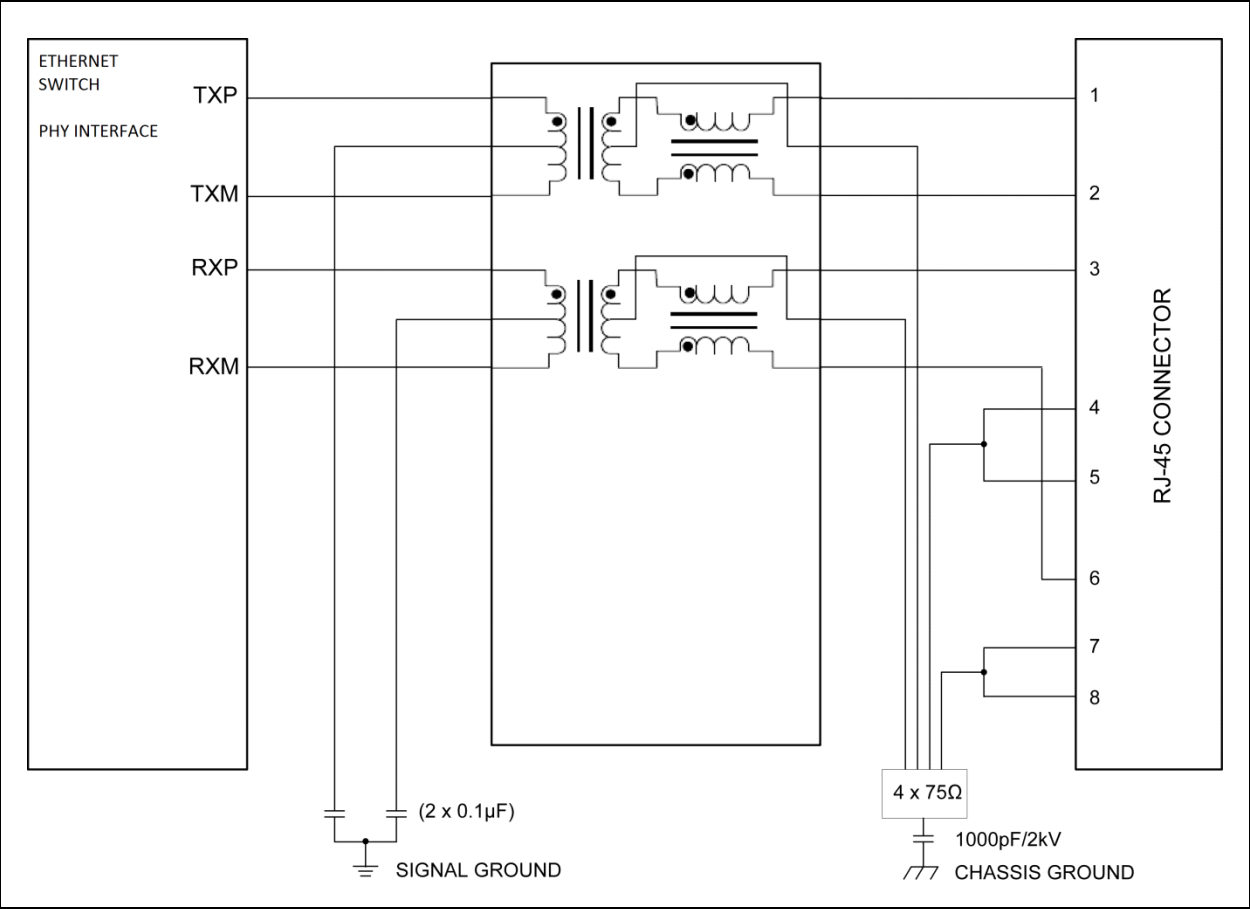 ETHERNET
SWITCH
PHY INTERFACE
TXP
TXM
RXP
RXM
1
2
3
4
5
6
7
8
RJ-45 CONNECTOR
(2 x 0.1µF)
SIGNAL GROUND
4 x 75Ω
1000pF/2kV
CHASSIS GROUND